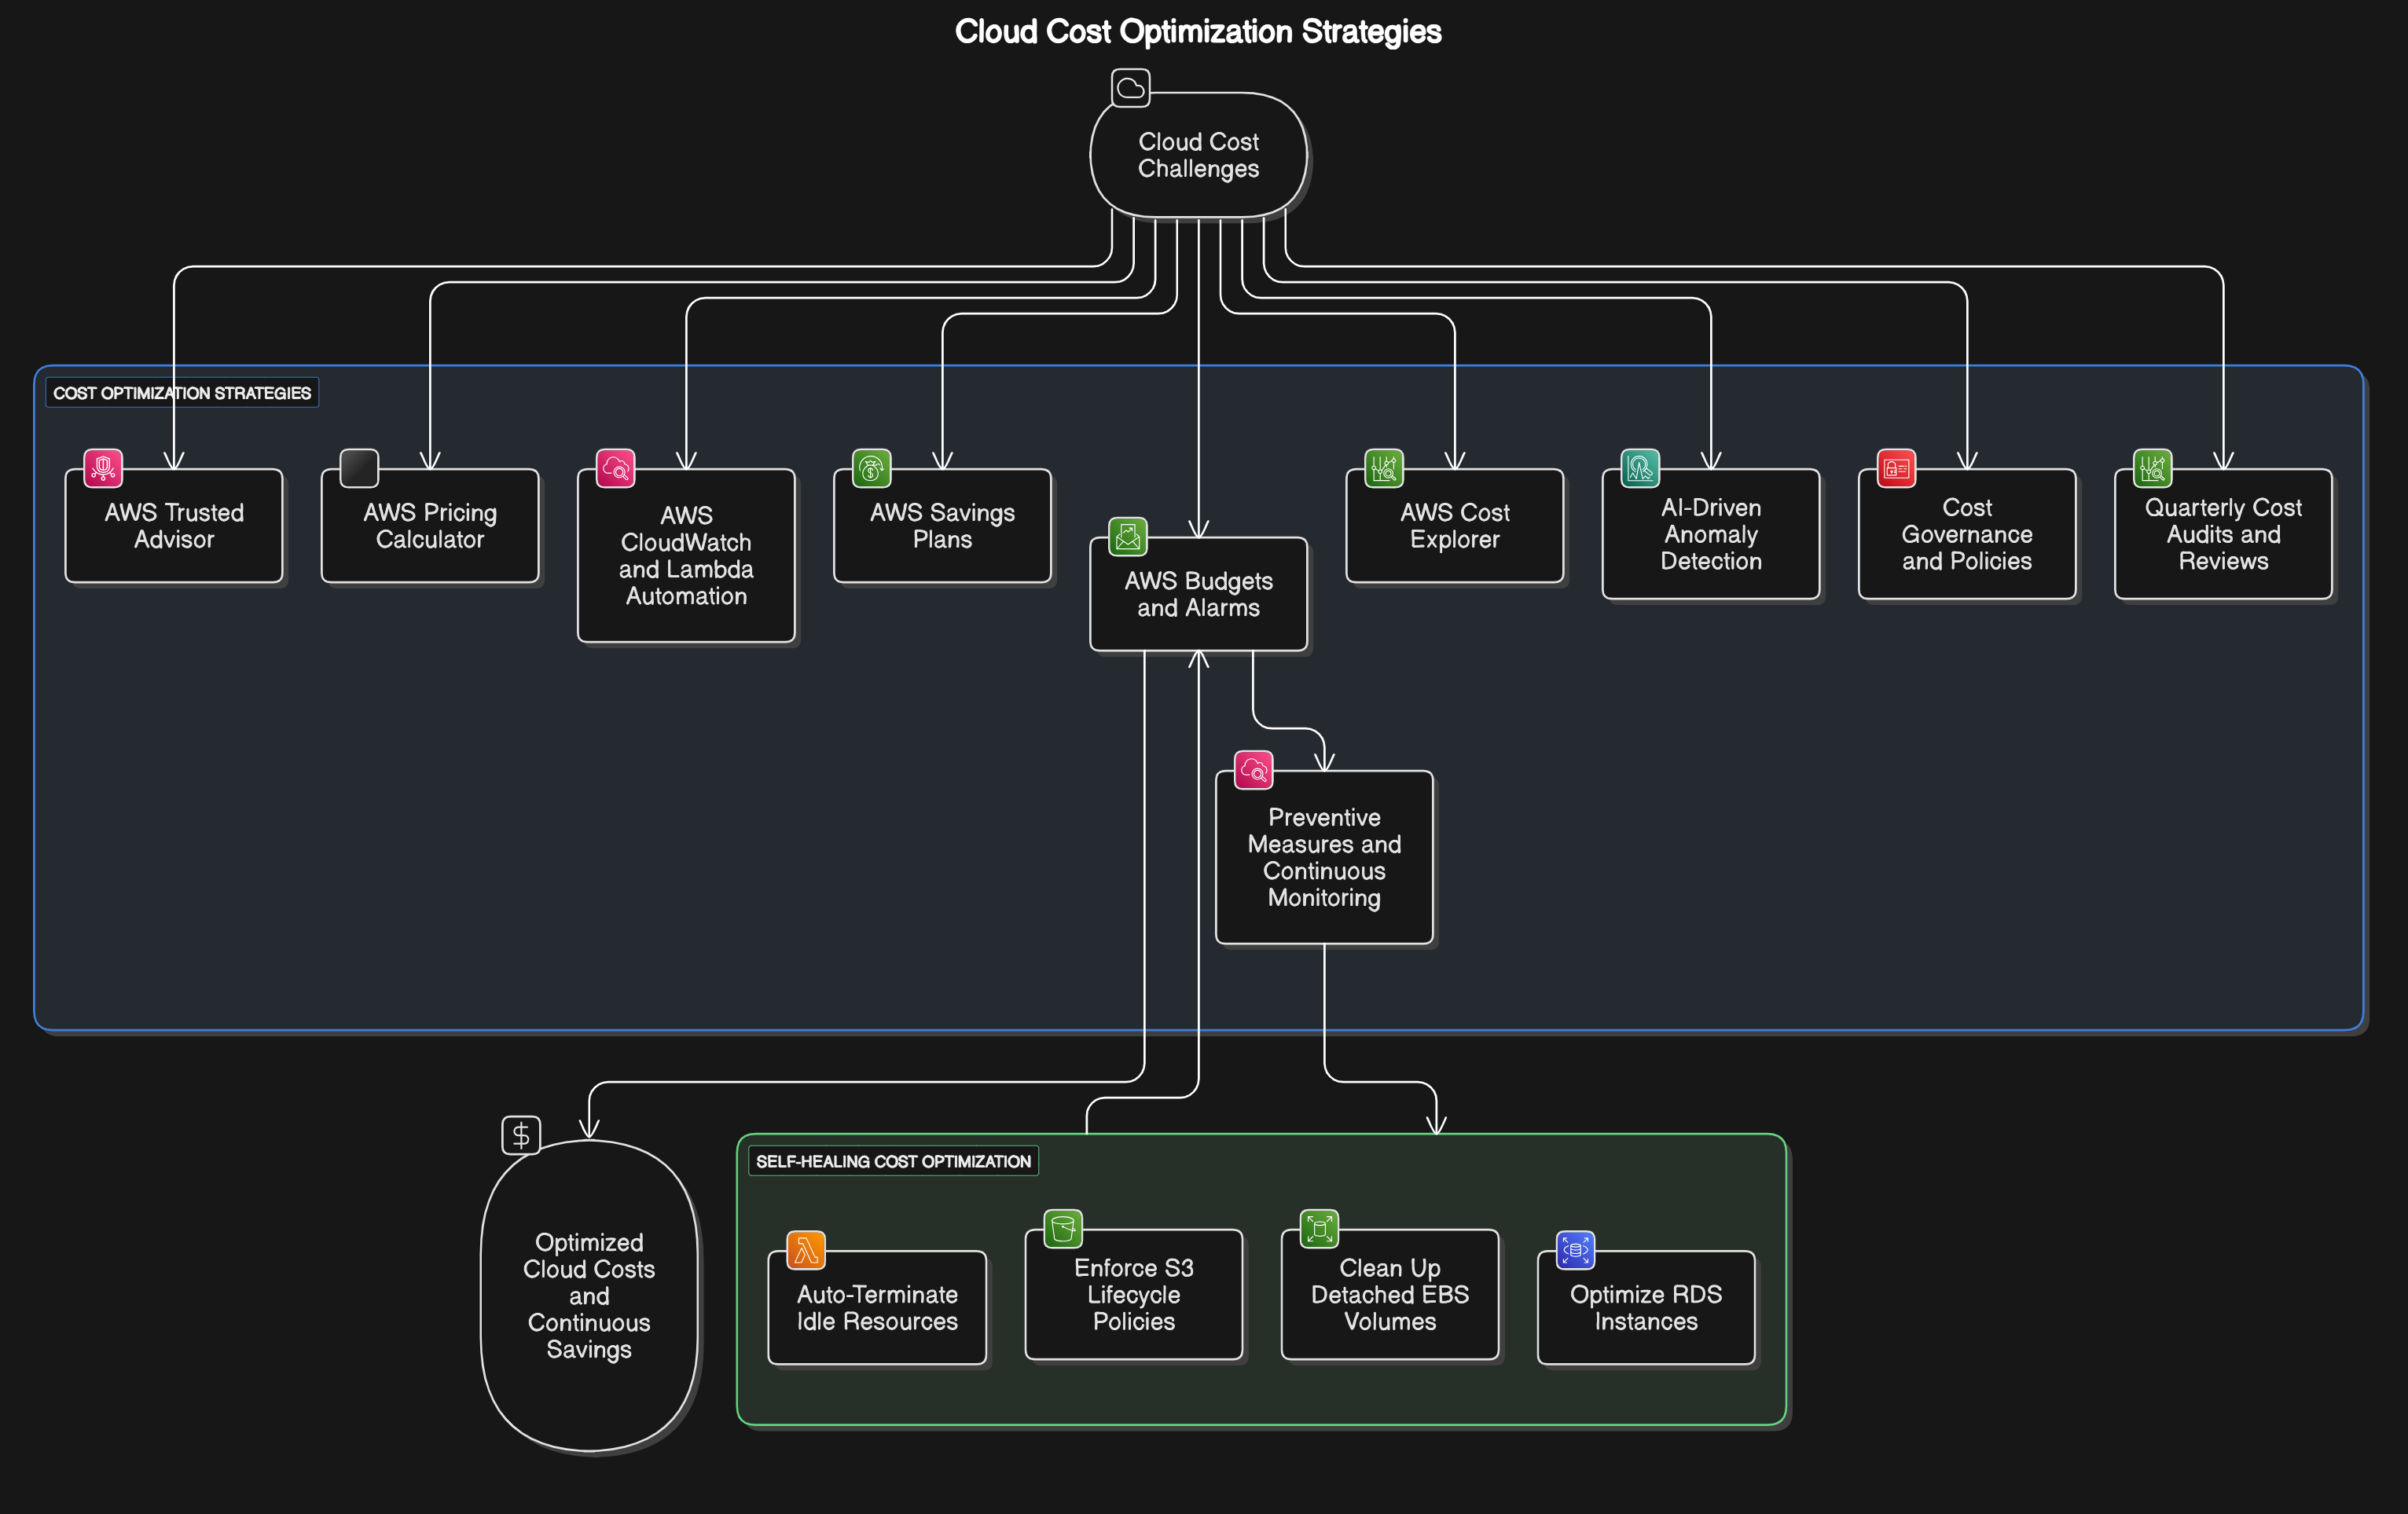 Cloud Cost Optimization Strategies
Cloud Cost
Challenges
COST OPTIMIZATION STRATEGIES
AWS Trusted
Advisor
AWS Pricing
Calculator
AWS
CloudWatch
and Lambda
Automation
AWS Savings
Plans
AWS Budgets
and Alarms
AWS Cost
Explorer
AI-Driven
Anomaly
Detection
Cost
Governance
and Policies
Quarterly Cost
Audits and
Reviews
Preventive
Measures and
Continuous
Monitoring
Optimized
Cloud Costs
and
Continuous
Savings
SELF-HEALING COST OPTIMIZATION
Auto-Terminate
Idle Resources
Enforce S3
Lifecycle
Policies
Clean Up
Detached EBS
Volumes
Optimize RDS
Instances